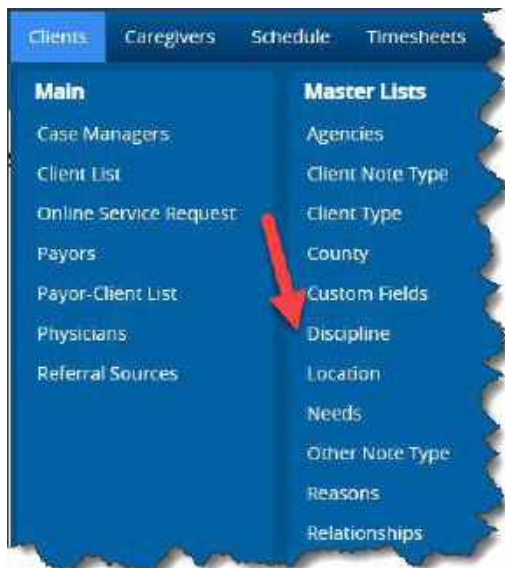 Clients Caregivers Schedule Timesheets
Main
Case Managers
Client List
Online Service Request
Payors
Payor-Client List
Physicians
Referral Sources
Master Lists
Agencies
Client Note Type
Client Type
County
Custom Fields
Discipline
Location
Needs
Other Note Type
Reasons
Relationships